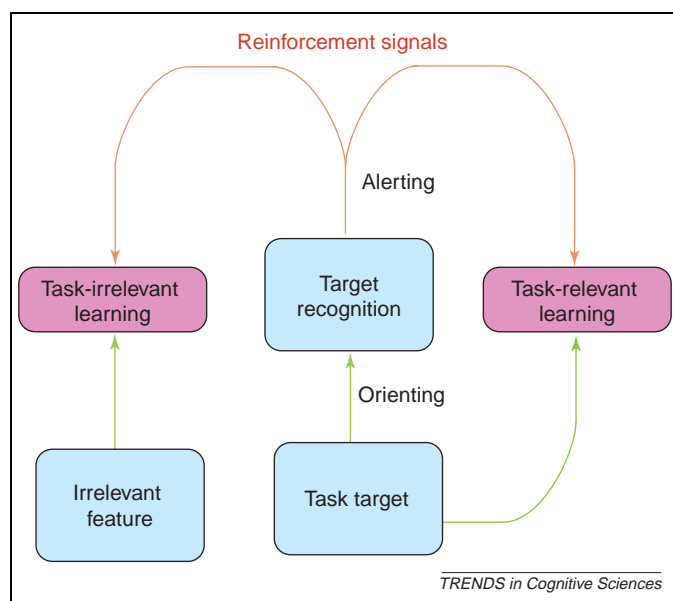 Reinforcement signals
Alerting
Task-irrelevant
learning
Target
recognition
Task-relevant
learning
Orienting
Irrelevant
feature
Task target
TRENDS in Cognitive Sciences